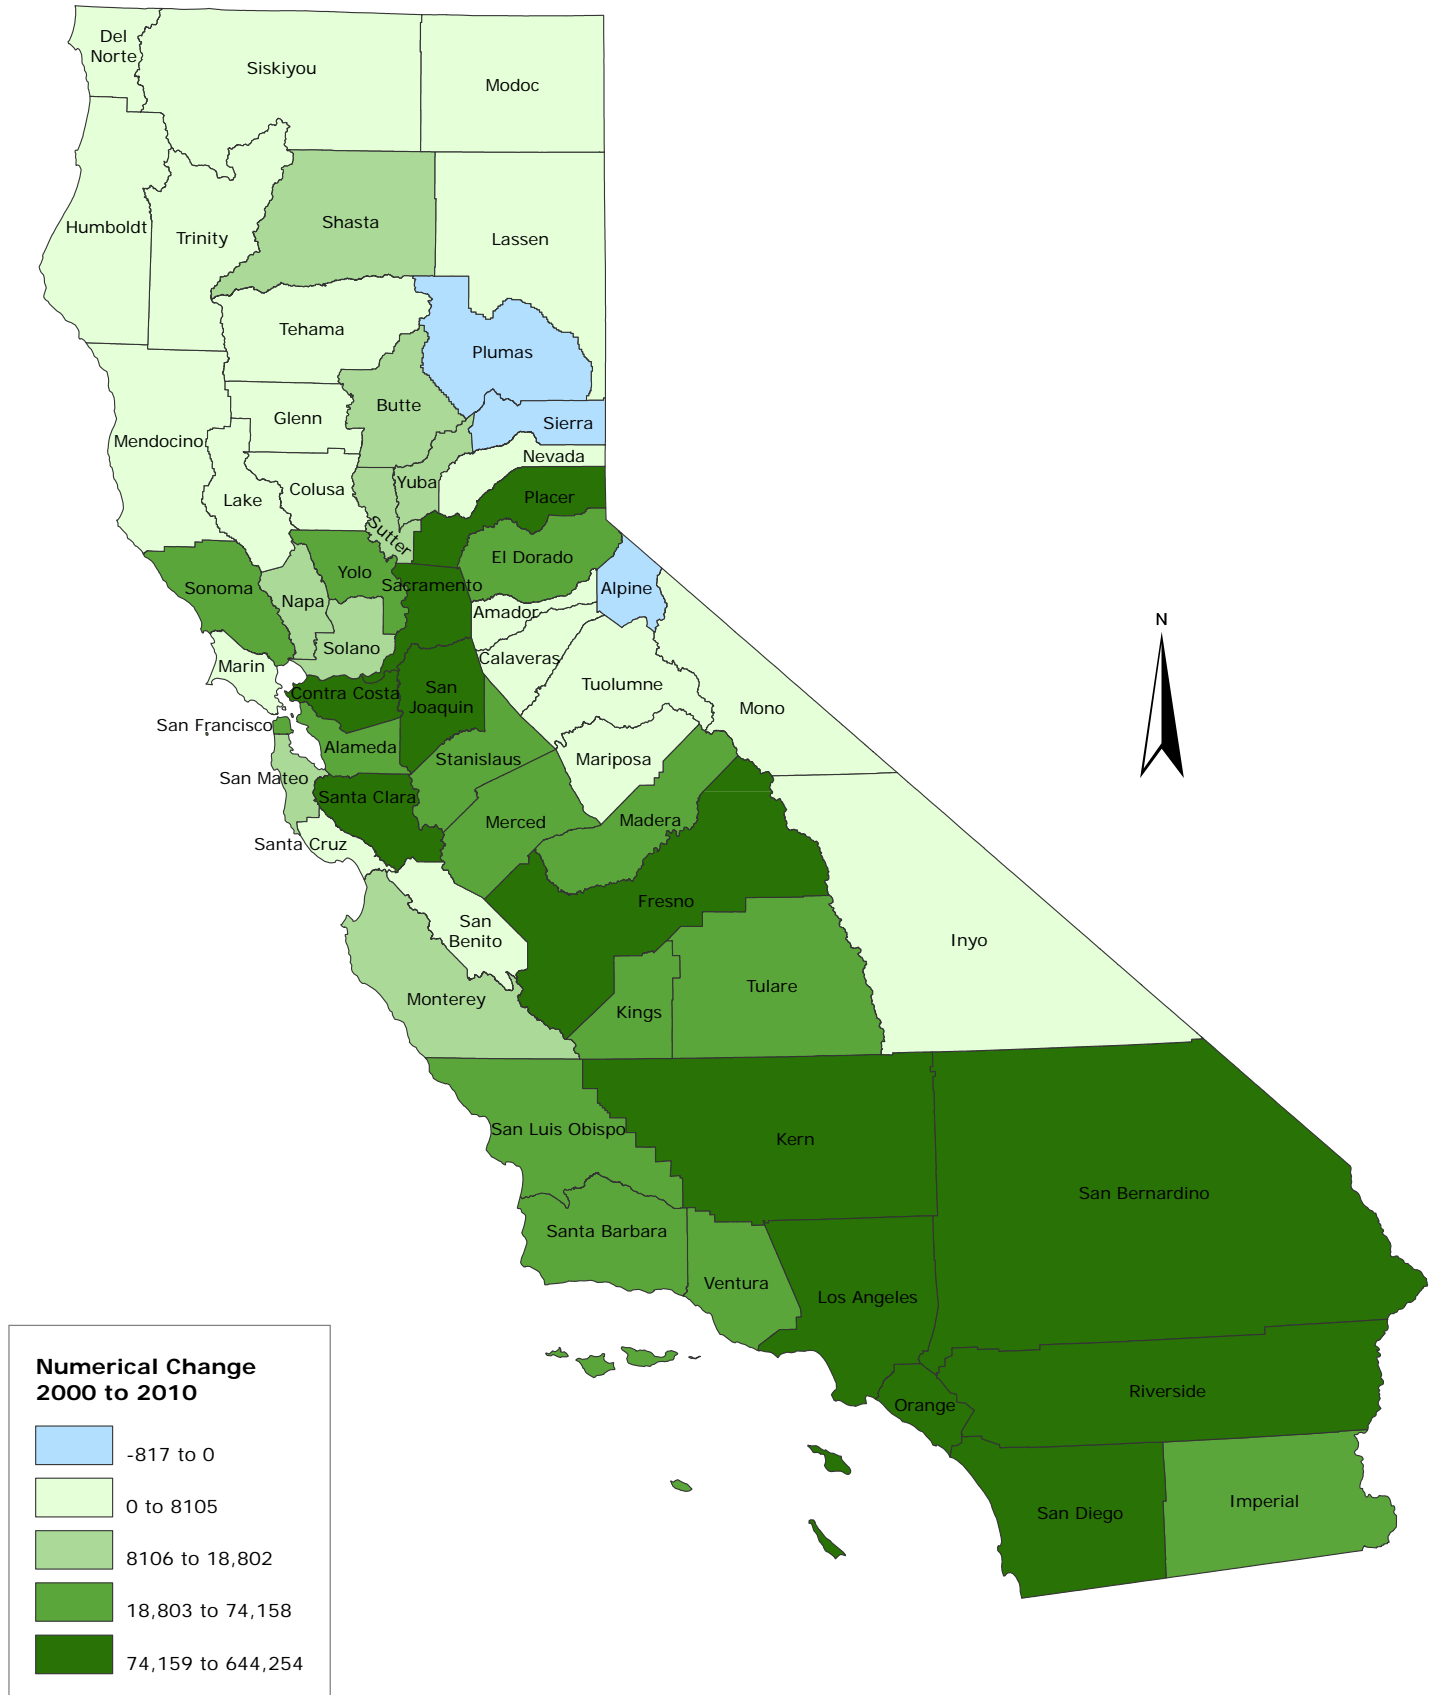 Del
Norte
Siskiyou
Modoc
Humboldt
Trinity
Shasta
Lassen
Tehama
Plumas
Butte
Glenn
Sierra
Mendocino
Nevada
Yuba
Colusa
Lake
Placer
Sutter
El Dorado
Yolo
Sacramento
Sonoma
Alpine
Napa
Amador
Solano
Calaveras
Marin
Tuolumne
Contra Costa
San
Joaquin
Mono
San Francisco
Alameda
Stanislaus
Mariposa
San Mateo
Santa Clara
Merced
Madera
Santa Cruz
Fresno
San
Benito
Inyo
Tulare
Monterey
Kings
San Luis Obispo
Kern
San Bernardino
Santa Barbara
Ventura
Los Angeles
Riverside
Orange
Imperial
San Diego
N
Numerical Change
2000 to 2010
-817 to 0
0 to 8105
8106 to 18,802
18,803 to 74,158
74,159 to 644,254